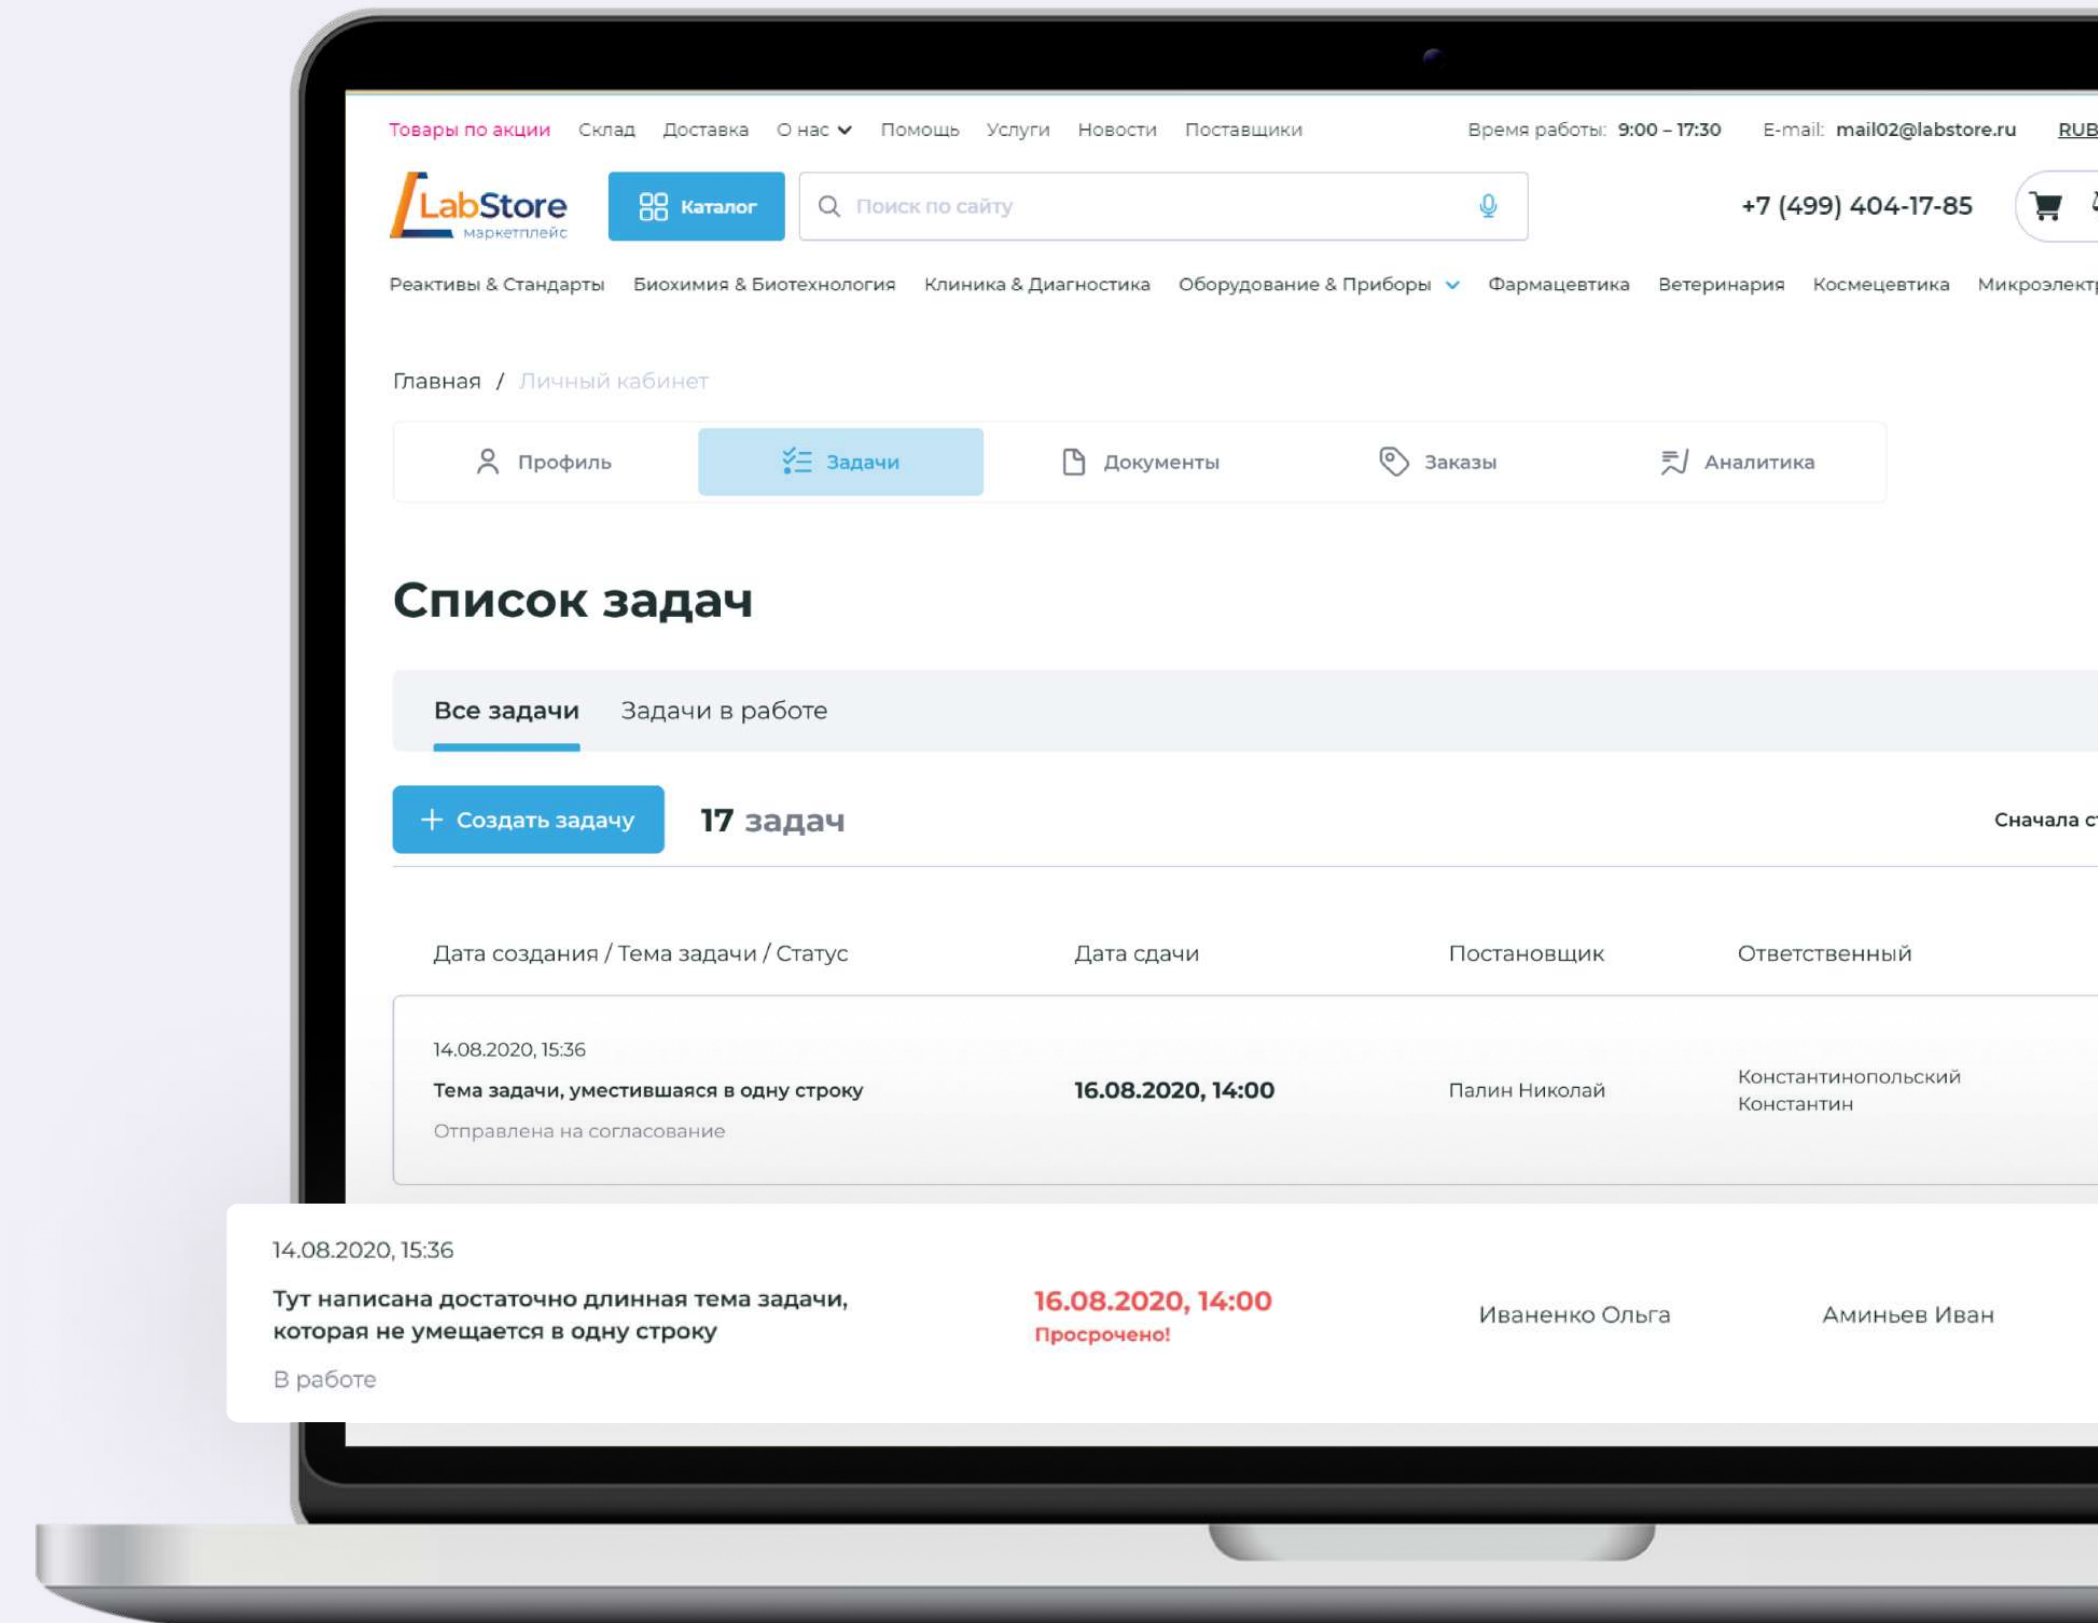 Товары по акции Склад Доставка О нас Помощь Услуги Новости Поставщики Время работы: 9:00 – 17:30 E-mail: mail02@labstore.ru RUB
LabStore
маркетплейс
Каталог Поиск по сайту +7 (499) 404-17-85
Реактивы & Стандарты Биохимия & Биотехнология Клиника & Диагностика Оборудование & Приборы Фармацевтика Ветеринария Космецевтика
Главная / Личный кабинет
Профиль Задачи Документы Заказы Аналитика
Список задач
Все задачи Задачи в работе
+ Создать задачу 17 задач Сначала
Дата создания / Тема задачи / Статус Дата сдачи Постановщик Ответственный
14.08.2020, 15:36
Тема задачи, уместившаяся в одну строку 16.08.2020, 14:00 Палин Николай Константинопольский
Константин
Отправлена на согласование
14.08.2020, 15:36
Тут написана достаточно длинная тема задачи, 16.08.2020, 14:00 Иваненко Ольга Аминьев Иван
которая не умещается в одну строку Просрочено!
В работе